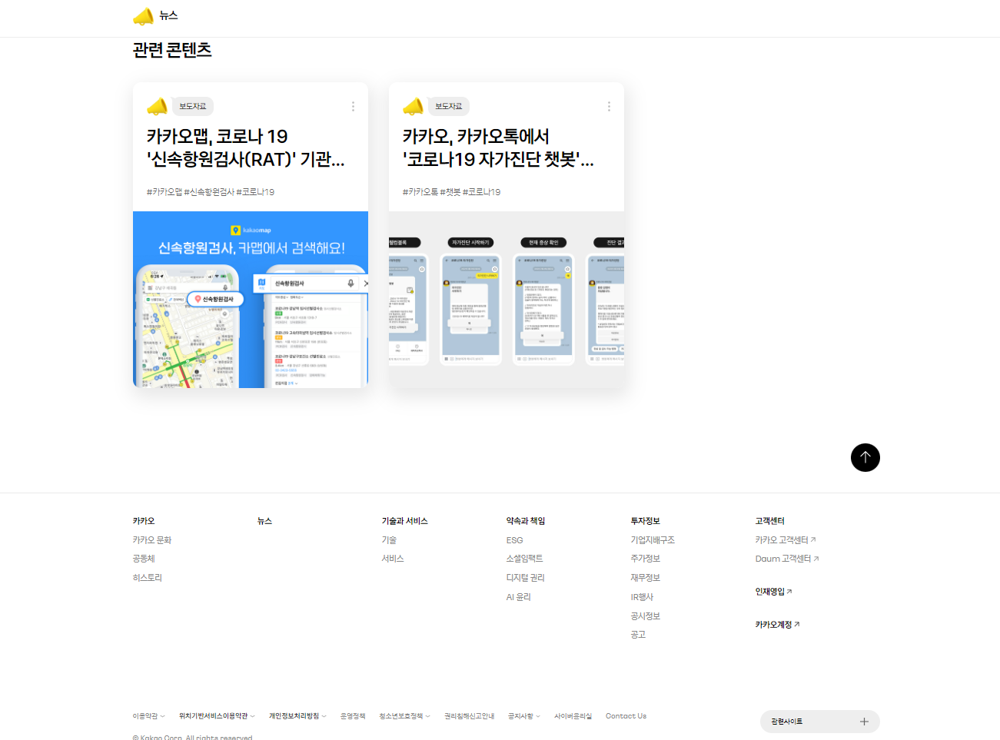 뉴스
관련 콘텐츠
보도자료
카카오맵, 코로나 19
'신속항원검사(RAT)' 기관...
#카카오맵 #신속항원검사 #코로나19
kakaomap
신속항원검사, 카맵에서 검색해요!
신속항원검사
신속항원검사
보도자료
카카오, 카카오톡에서
'코로나19 자가진단 챗봇'...
#카카오톡 #챗봇 #코로나19
자가진단 시작하기
현재 증상 확인
진단 결과
카카오
카카오 문화
공동체
히스토리
뉴스
기술과 서비스
기술
서비스
약속과 책임
ESG
소셜임팩트
디지털 권리
AI 윤리
투자정보
기업지배구조
주가정보
재무정보
IR행사
공시정보
공고
고객센터
카카오 고객센터
Daum 고객센터
인재영입
카카오계정
이용약관 위치기반서비스이용약관 개인정보처리방침 운영정책 청소년보호정책 권리침해신고안내 공지사항 사이버윤리실 Contact Us
관련사이트
© Kakao Corp. All rights reserved.